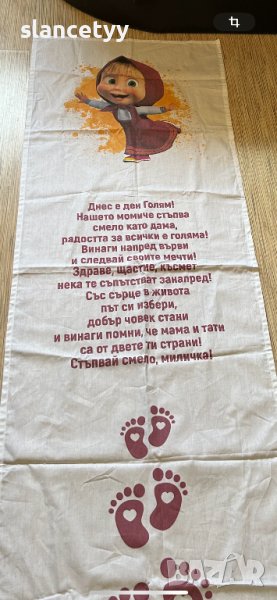 slancetyy
Днес е ден Голям!
Нашето момиче стъпва
смело като дама,
радостта за всички е голяма!
Винаги напред върви
и следвай своите мечти!
Здраве, щастие, късмет
нека те съпътстват занапред!
Със сърце в живота
път си избери,
добър човек стани
и винаги помни, че мама и тати
са от двете ти страни!
Стъпвай смело, миличка!
BAZAR